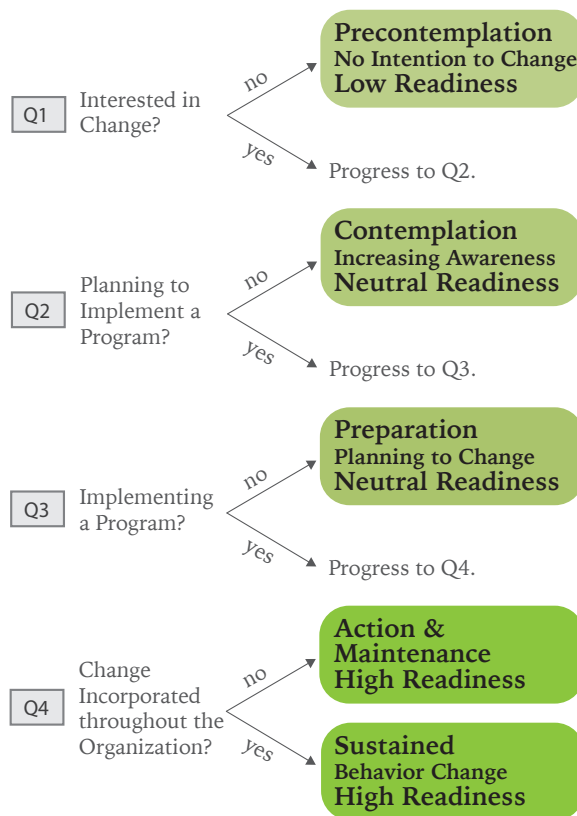 Q1
Interested in
Change?
no
yes
Precontemplation
No Intention to Change
Low Readiness
Progress to Q2.
Q2
Planning to
Implement a
Program?
no
yes
Contemplation
Increasing Awareness
Neutral Readiness
Progress to Q3.
Q3
Implementing
a Program?
no
yes
Preparation
Planning to Change
Neutral Readiness
Progress to Q4.
Q4
Change
Incorporated
throughout the
Organization?
no
yes
Action &
Maintenance
High Readiness
Sustained
Behavior Change
High Readiness